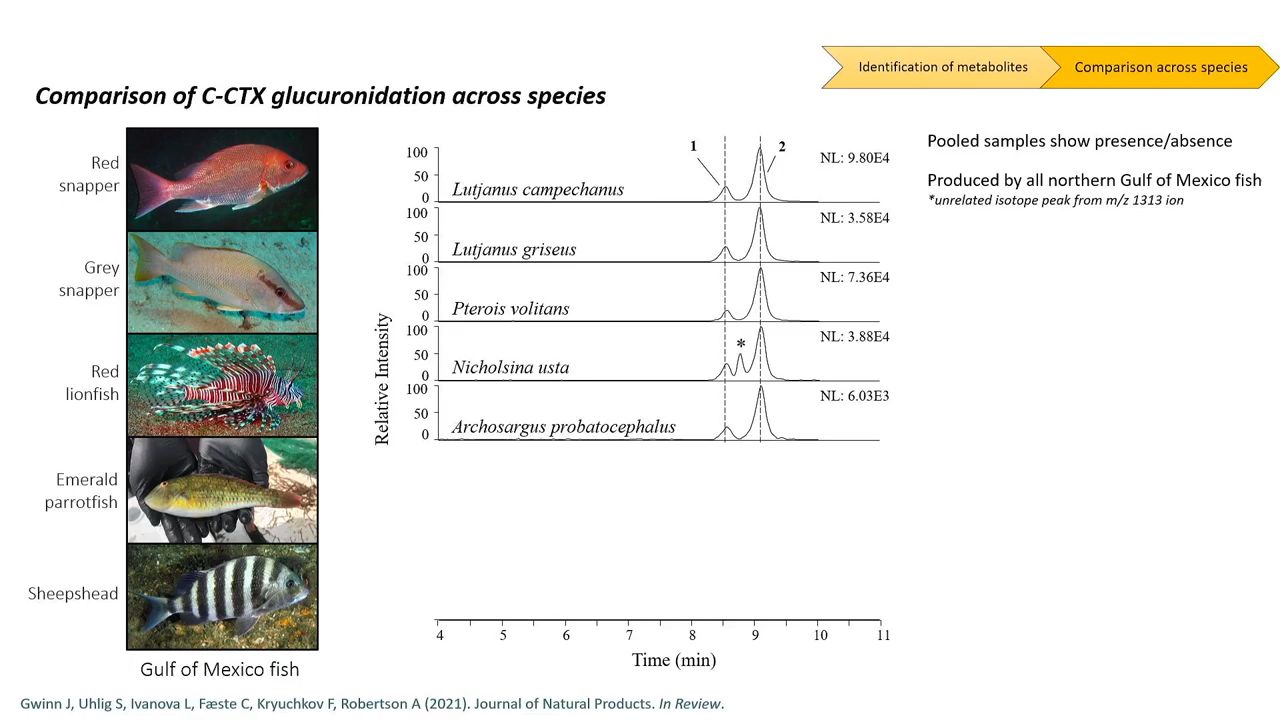 Identification of metabolites
Comparison across species
Comparison of C-CTX glucuronidation across species
Red
snapper
Grey
snapper
Red
lionfish
Emerald
parrotfish
Sheepshead
Gulf of Mexico fish
Relative Intensity
1
2
100
50
0
Lutjanus campechanus
NL: 9.80E4
100
50
0
Lutjanus griseus
NL: 3.58E4
100
50
0
Pterois volitans
NL: 7.36E4
100
50
0
Nicholsina usta
*
NL: 3.88E4
100
50
0
Archosargus probatocephalus
NL: 6.03E3
4 5 6 7 8 9 10 11
Time (min)
Pooled samples show presence/absence
Produced by all northern Gulf of Mexico fish
*unrelated isotope peak from m/z 1313 ion
Gwinn J, Uhlig S, Ivanova L, Fæste C, Kryuchkov F, Robertson A (2021). Journal of Natural Products. In Review.